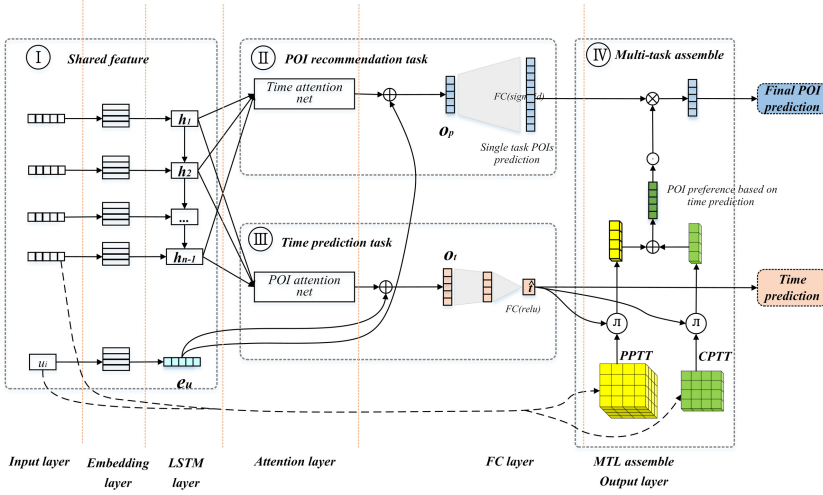 I
Shared feature
II
POI recommendation task
IV
Multi-task assemble
Time attention
net
h1
h2
...
hn-1
op
FC(sigmoid)
Single task POIs
prediction
Final POI
prediction
POI preference based on
time prediction
III
Time prediction task
POI attention
net
ot
t̂
FC(relu)
Time
prediction
π
π
PPTT
CPTT
ui
eu
Input layer
Embedding
layer
LSTM
layer
Attention layer
FC layer
MTL assemble
Output layer